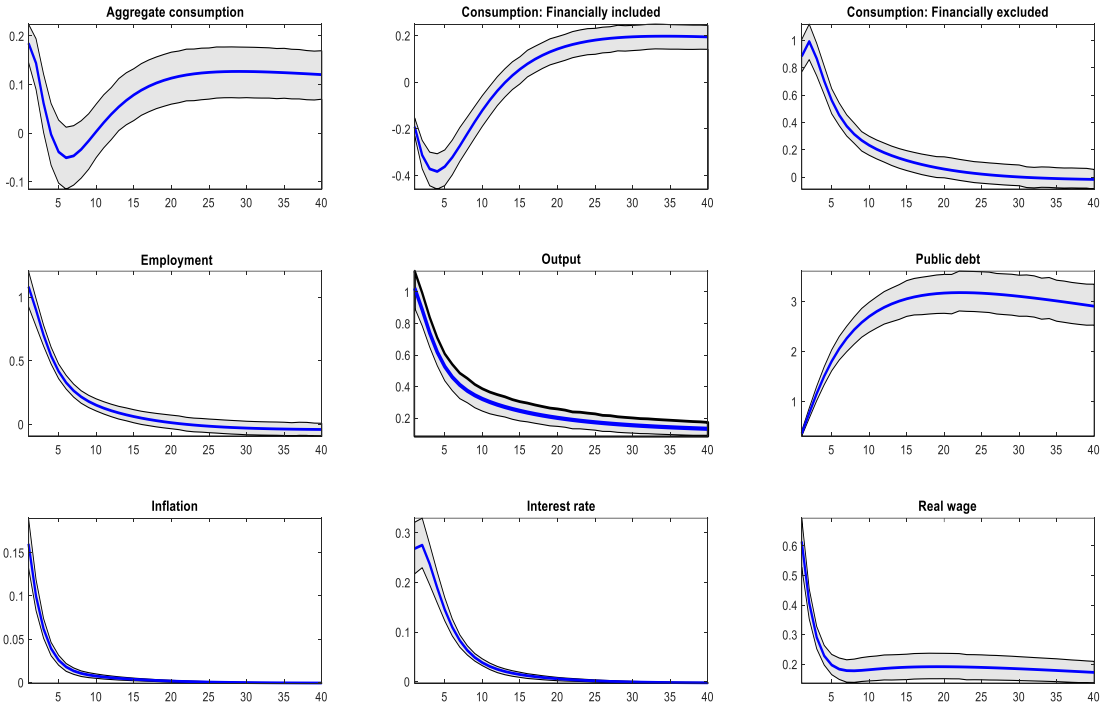 Aggregate consumption
0.2
0.1
0
-0.1
5 10 15 20 25 30 35 40
Consumption: Financially included
0.2
0
-0.2
-0.4
5 10 15 20 25 30 35 40
Consumption: Financially excluded
1
0.8
0.6
0.4
0.2
0
5 10 15 20 25 30 35 40
Employment
1
0.5
0
5 10 15 20 25 30 35 40
Output
1
0.8
0.6
0.4
0.2
5 10 15 20 25 30 35 40
Public debt
3
2
1
5 10 15 20 25 30 35 40
Inflation
0.15
0.1
0.05
0
5 10 15 20 25 30 35 40
Interest rate
0.3
0.2
0.1
0
5 10 15 20 25 30 35 40
Real wage
0.6
0.5
0.4
0.3
0.2
5 10 15 20 25 30 35 40